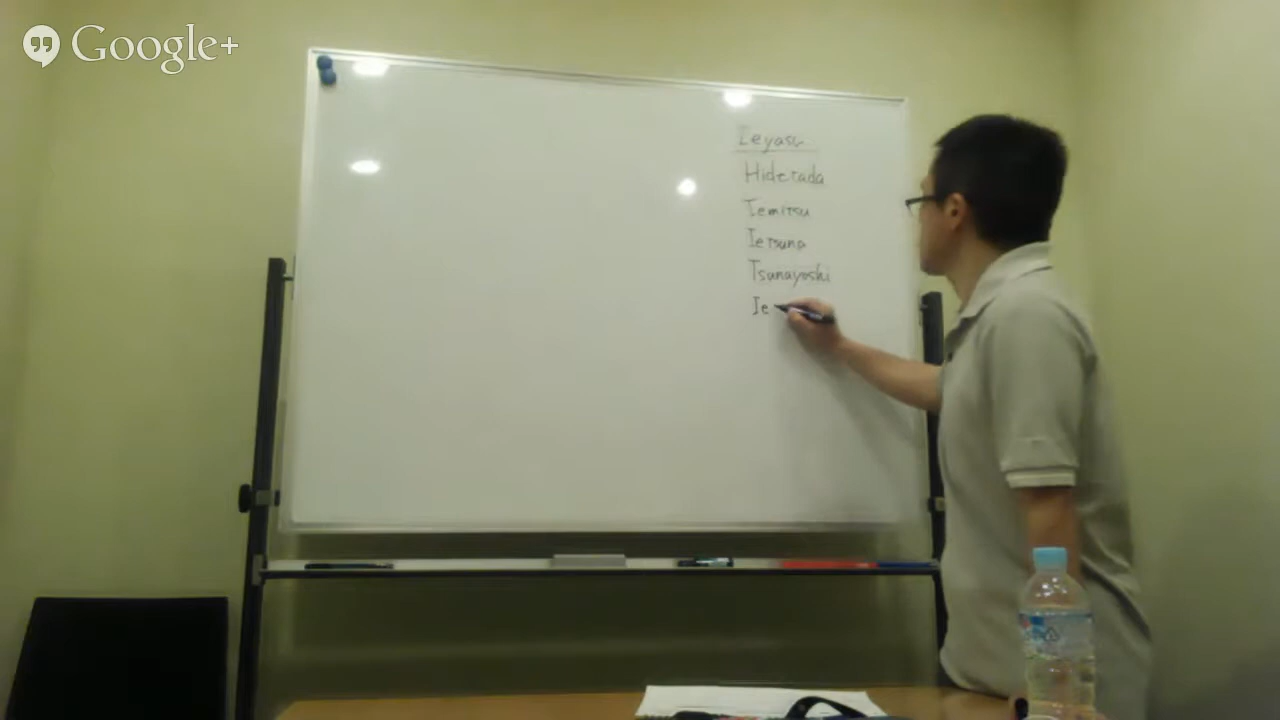 Google+
Ieyasu
Hidetada
Iemitsu
Ietsuna
Tsunayoshi
Ie